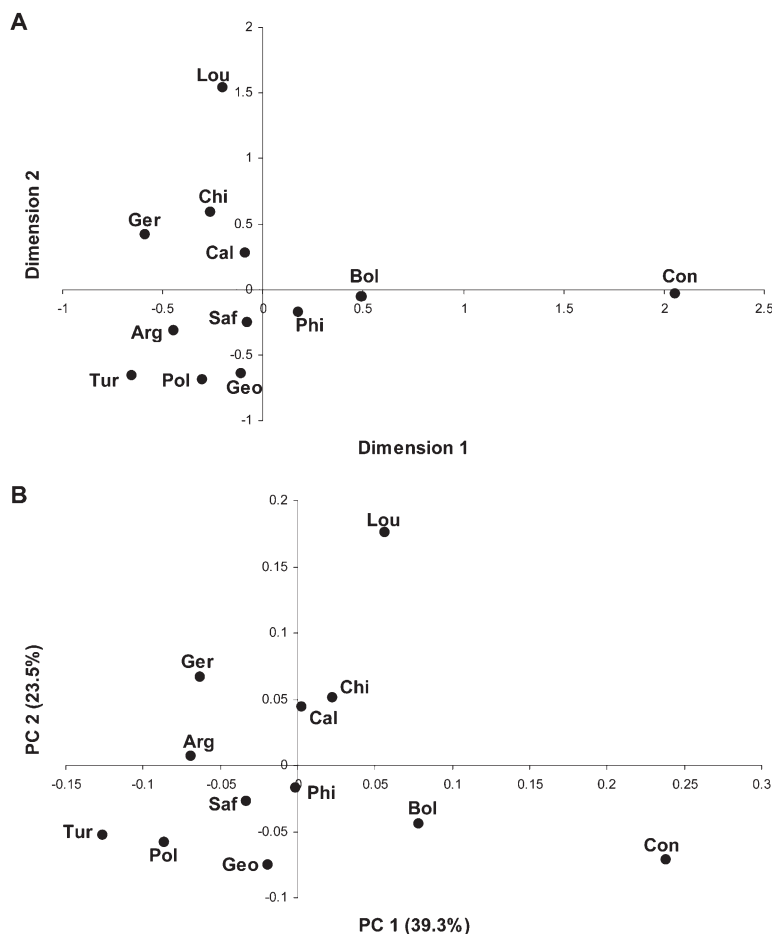 A
2
Lou
1.5
Dimension 2
1
Chi
Ger
0.5
Cal
Bol
Con
0
-1
-0.5
0
0.5
1
1.5
2
2.5
Saf
Phi
Arg
-0.5
Tur
Pol
Geo
-1
Dimension 1
B
0.2
Lou
0.15
PC 2 (23.5%)
0.1
Ger
Chi
0.05
Cal
Arg
0
-0.15
-0.1
-0.05
0
0.05
0.1
0.15
0.2
0.25
0.3
Phi
Saf
Bol
Tur
-0.05
Pol
Geo
Con
-0.1
PC 1 (39.3%)